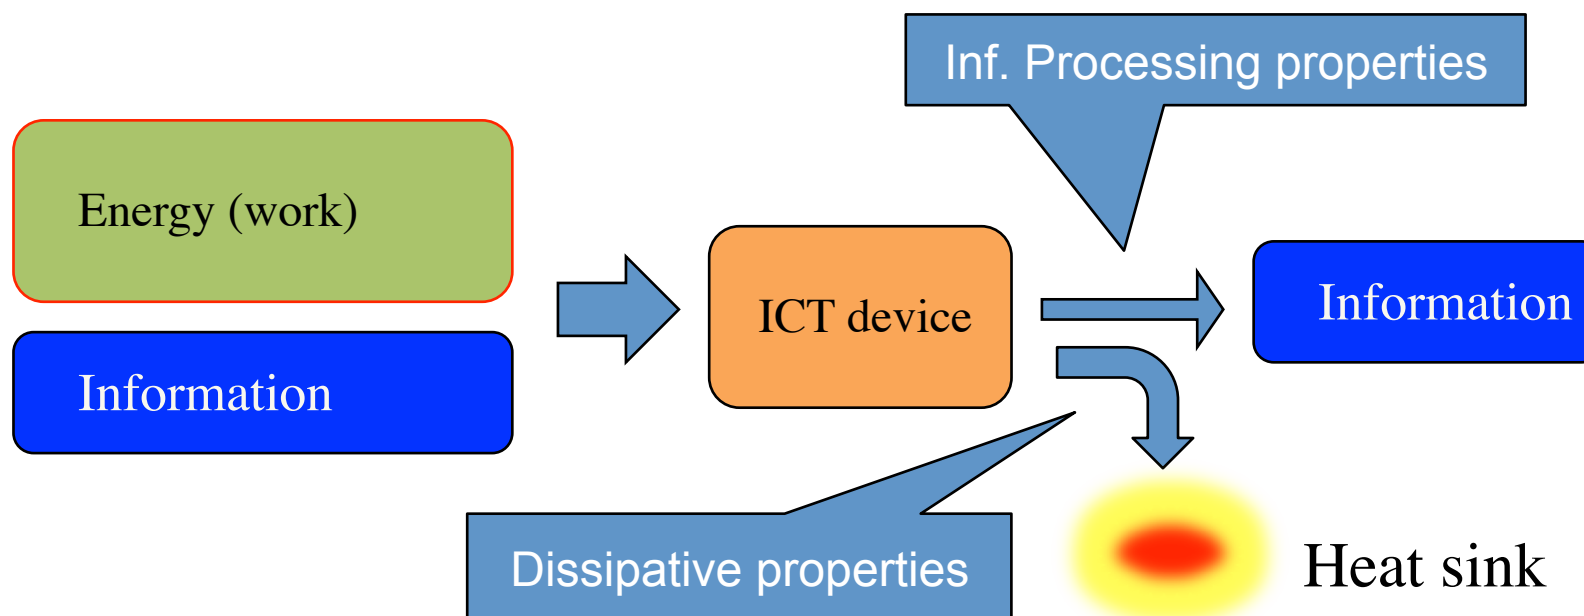 Inf. Processing properties
Energy (work)
Information
ICT device
Information
Dissipative properties
Heat sink